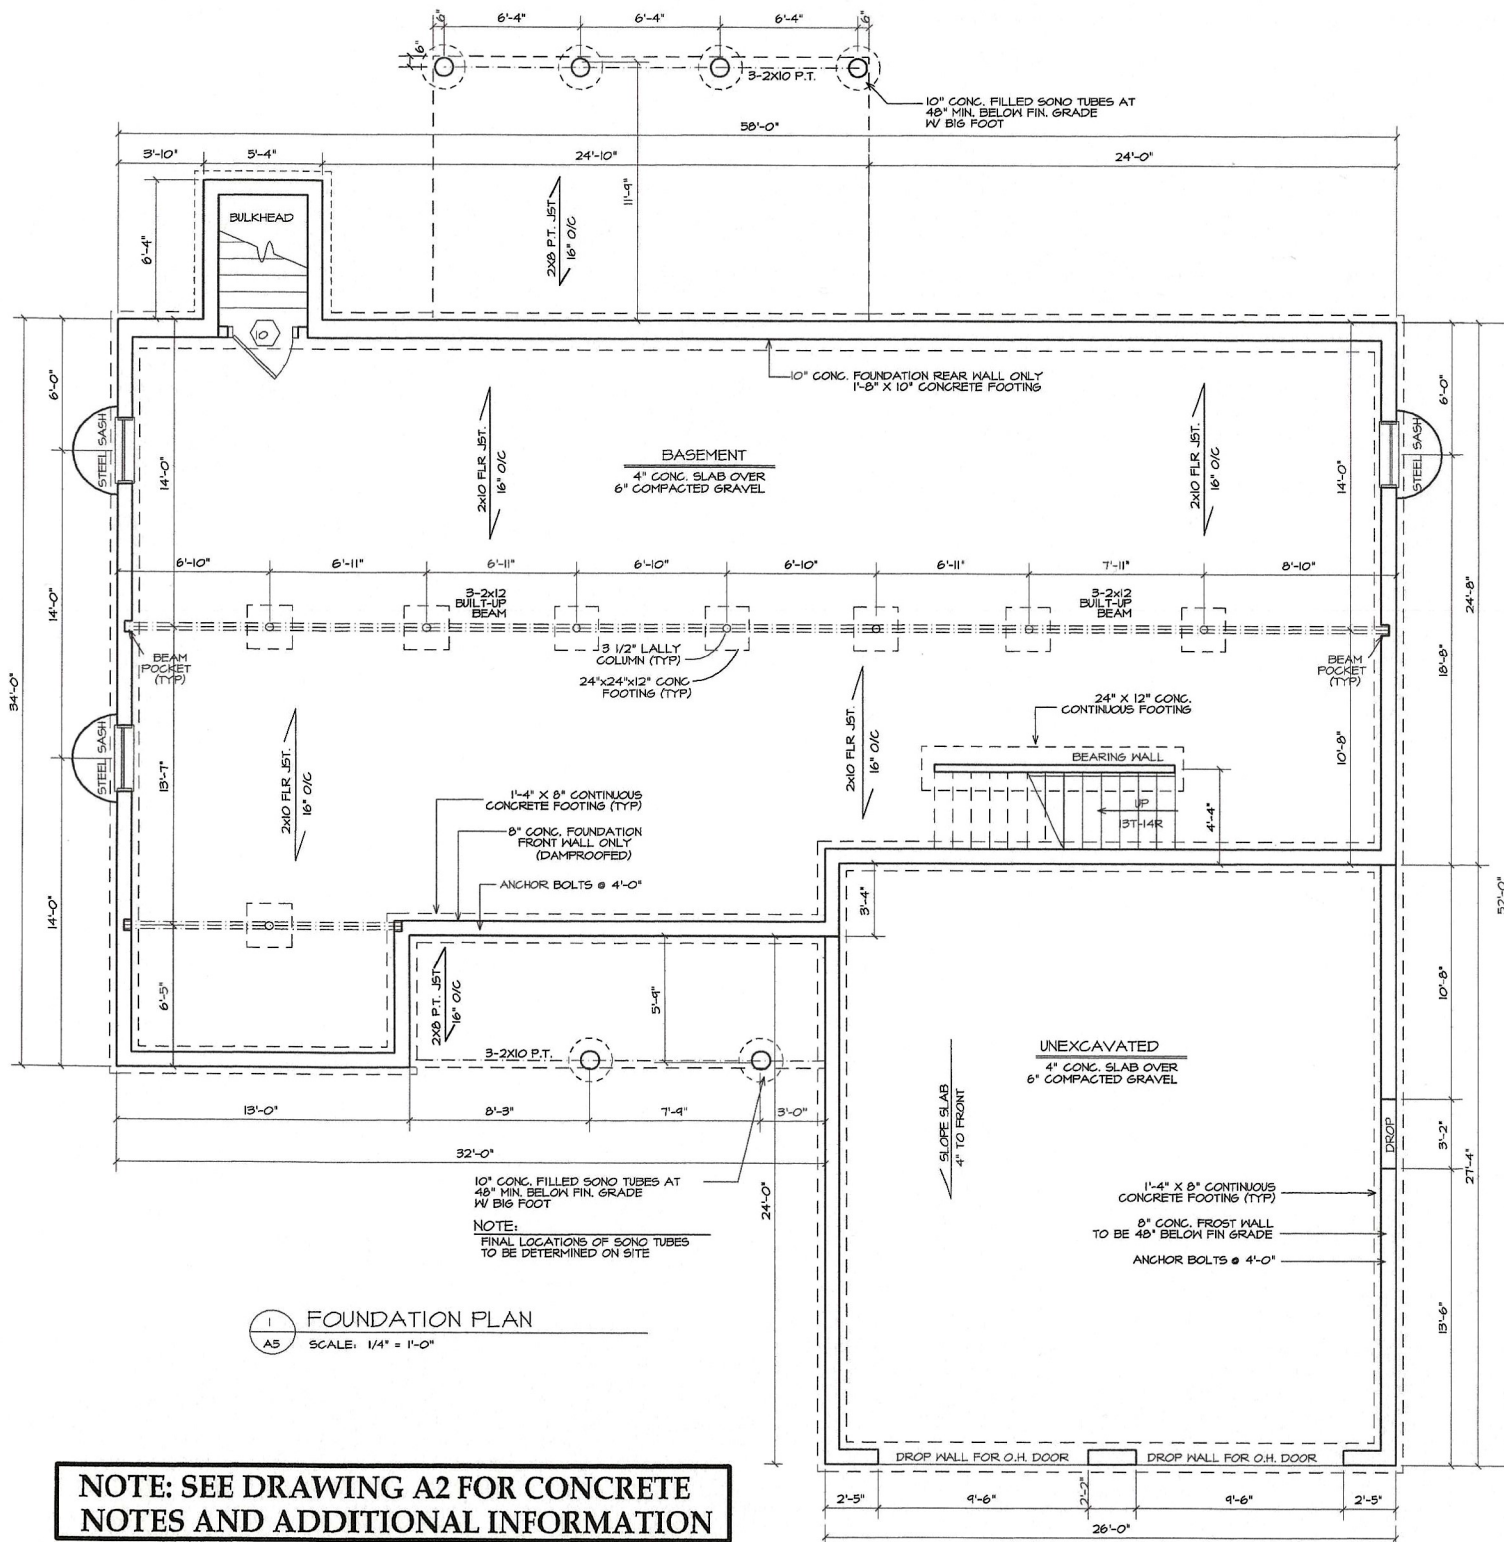 6"
6'-4"
6'-4"
6'-4"
6"
6"
3-2X10 P.T.
10" CONC. FILLED SONO TUBES AT
48" MIN. BELOW FIN. GRADE
W/ BIG FOOT
58'-0"
3'-10"
5'-4"
24'-10"
24'-0"
11'-9"
2X8 P.T. JST
16" O/C
6'-4"
BULKHEAD
10
10" CONC. FOUNDATION REAR WALL ONLY
1'-8" X 10" CONCRETE FOOTING
6'-0"
6'-0"
STEEL SASH
STEEL SASH
14'-0"
14'-0"
2x10 FLR JST.
16" O/C
2x10 FLR JST.
16" O/C
BASEMENT
4" CONC. SLAB OVER
6" COMPACTED GRAVEL
6'-10"
6'-11"
6'-11"
6'-10"
6'-10"
6'-11"
7'-11"
8'-10"
3-2x12
BUILT-UP
BEAM
3-2x12
BUILT-UP
BEAM
14'-0"
24'-8"
34'-0"
BEAM
POCKET
(TYP)
BEAM
POCKET
(TYP)
3 1/2" LALLY
COLUMN (TYP)
24"x24"x12" CONC
FOOTING (TYP)
18'-8"
24" X 12" CONC.
CONTINUOUS FOOTING
STEEL SASH
13'-7"
2x10 FLR JST.
16" O/C
2x10 FLR JST.
16" O/C
10'-8"
BEARING WALL
UP
13T-14R
4'-4"
1'-4" X 8" CONTINUOUS
CONCRETE FOOTING (TYP)
8" CONC. FOUNDATION
FRONT WALL ONLY
(DAMPROOFED)
ANCHOR BOLTS @ 4'-0"
3'-4"
52'-0"
14'-0"
6'-5"
2X8 P.T. JST
16" O/C
5'-9"
10'-8"
3-2X10 P.T.
UNEXCAVATED
4" CONC. SLAB OVER
6" COMPACTED GRAVEL
SLOPE SLAB
4" TO FRONT
13'-0"
8'-3"
7'-9"
3'-0"
32'-0"
DROP
3'-2"
27'-4"
10" CONC. FILLED SONO TUBES AT
48" MIN. BELOW FIN. GRADE
W/ BIG FOOT
NOTE:
FINAL LOCATIONS OF SONO TUBES
TO BE DETERMINED ON SITE
24'-0"
1'-4" X 8" CONTINUOUS
CONCRETE FOOTING (TYP)
8" CONC. FROST WALL
TO BE 48" BELOW FIN GRADE
ANCHOR BOLTS @ 4'-0"
13'-6"
1
A5
FOUNDATION PLAN
SCALE: 1/4" = 1'-0"
DROP WALL FOR O.H. DOOR
DROP WALL FOR O.H. DOOR
2'-5"
9'-6"
2'-2"
9'-6"
2'-5"
26'-0"
NOTE: SEE DRAWING A2 FOR CONCRETE
NOTES AND ADDITIONAL INFORMATION